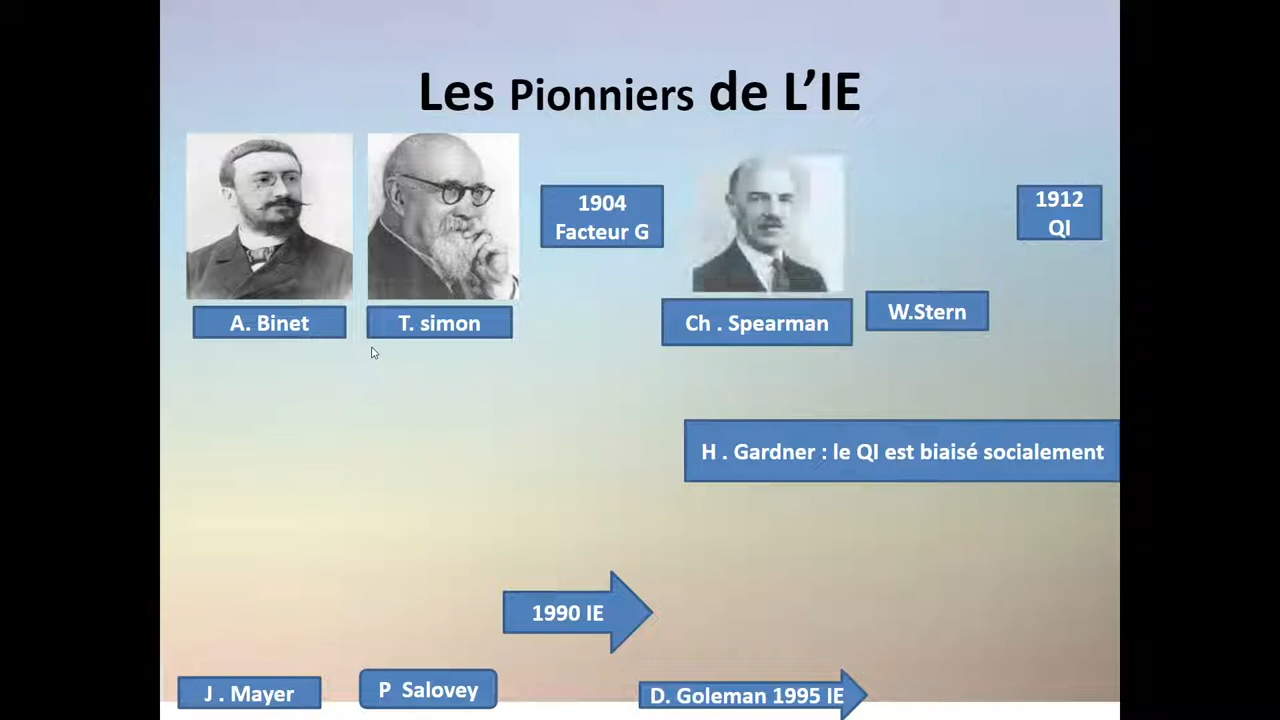 Les Pionniers de L’IE
1904
Facteur G
1912
QI
A. Binet
T. simon
Ch . Spearman
W.Stern
H . Gardner : le QI est biaisé socialement
1990 IE
J . Mayer
P  Salovey
D. Goleman 1995 IE